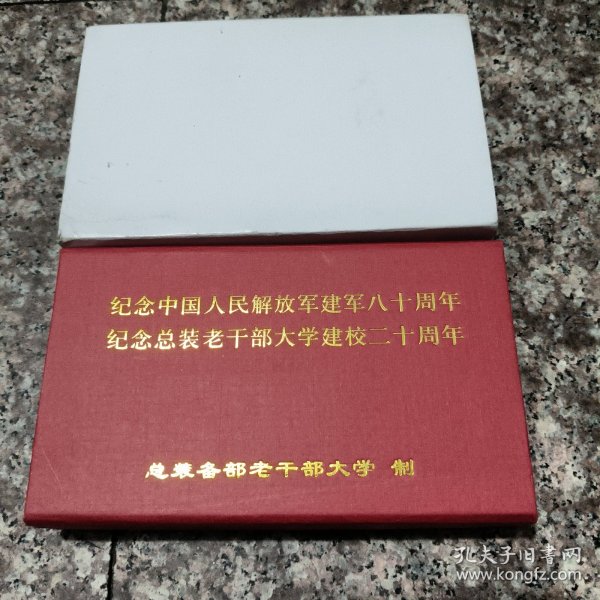 纪念中国人民解放军建军八十周年
纪念总装老干部大学建校二十周年
总装备部老干部大学 制
孔夫子旧书网
www.kongfz.com